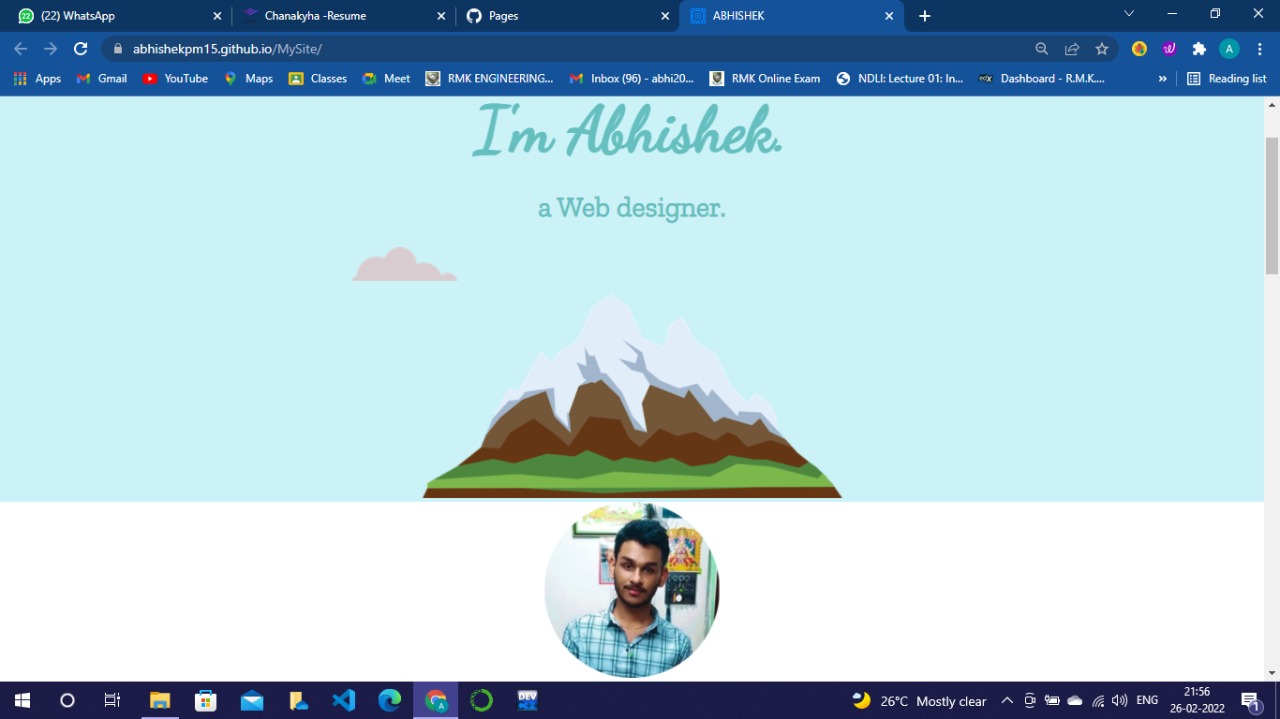 (22) WhatsApp
Chanakyha -Resume
Pages
ABHISHEK
abhishekpm15.github.io/MySite/
A
Apps
Gmail
YouTube
Maps
Classes
Meet
RMK ENGINEERING...
Inbox (96) - abhi20...
RMK Online Exam
NDLI: Lecture 01: In...
Dashboard - R.M.K....
»
Reading list
I'm Abhishek.
a Web designer.
26°C Mostly clear
ENG
21:56
26-02-2022